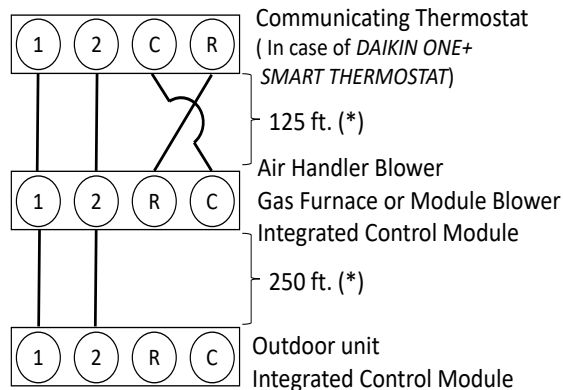 1 2 C R
Communicating Thermostat
( In case of DAIKIN ONE+
SMART THERMOSTAT)
125 ft. (*)
1 2 R C
Air Handler Blower
Gas Furnace or Module Blower
Integrated Control Module
250 ft. (*)
1 2 R C
Outdoor unit
Integrated Control Module